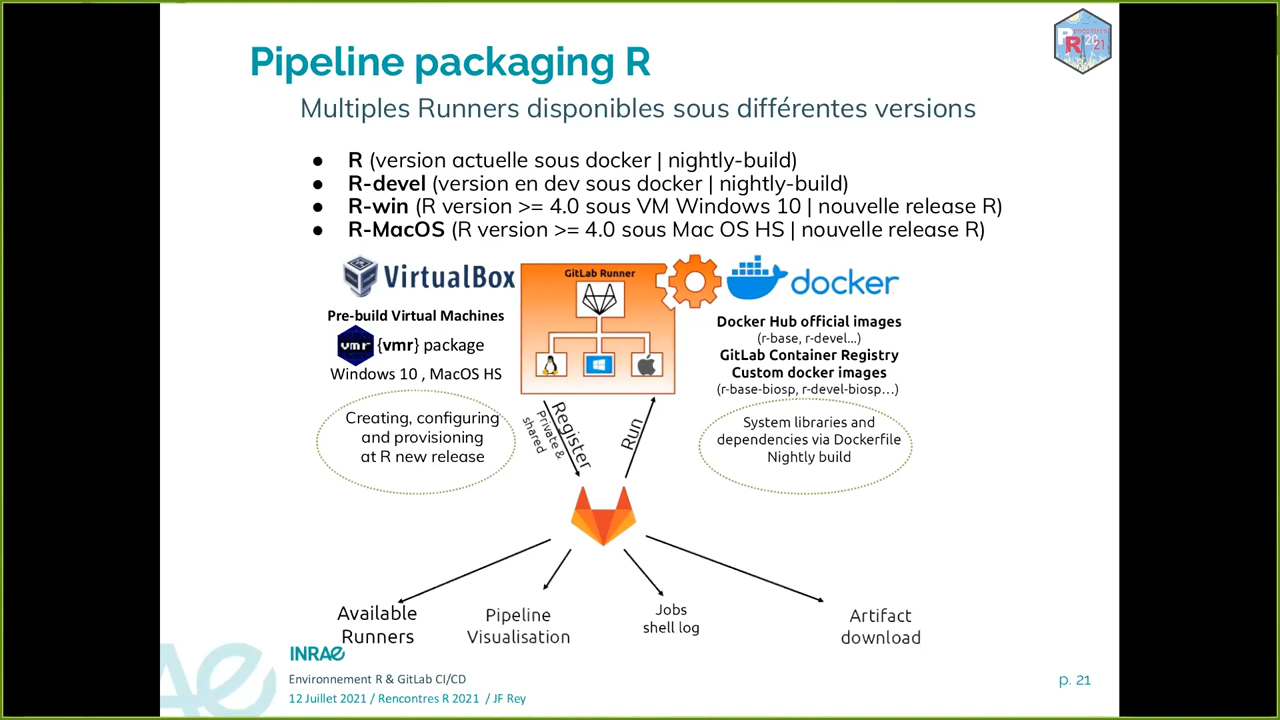 Pipeline packaging R
Rencontres
R 20
21
Multiples Runners disponibles sous différentes versions
● R (version actuelle sous docker | nightly-build)
● R-devel (version en dev sous docker | nightly-build)
● R-win (R version >= 4.0 sous VM Windows 10 | nouvelle release R)
● R-MacOS (R version >= 4.0 sous Mac OS HS | nouvelle release R)
VirtualBox
Pre-build Virtual Machines
vmr {vmr} package
Windows 10 , MacOS HS
Creating, configuring
and provisioning
at R new release
GitLab Runner
docker
Docker Hub official images
(r-base, r-devel...)
GitLab Container Registry
Custom docker images
(r-base-biosp, r-devel-biosp…)
System libraries and
dependencies via Dockerfile
Nightly build
Register
Private &
shared
Run
Available
Runners
Pipeline
Visualisation
Jobs
shell log
Artifact
download
INRAE
Environnement R & GitLab CI/CD
12 Juillet 2021 / Rencontres R 2021 / JF Rey
p. 21